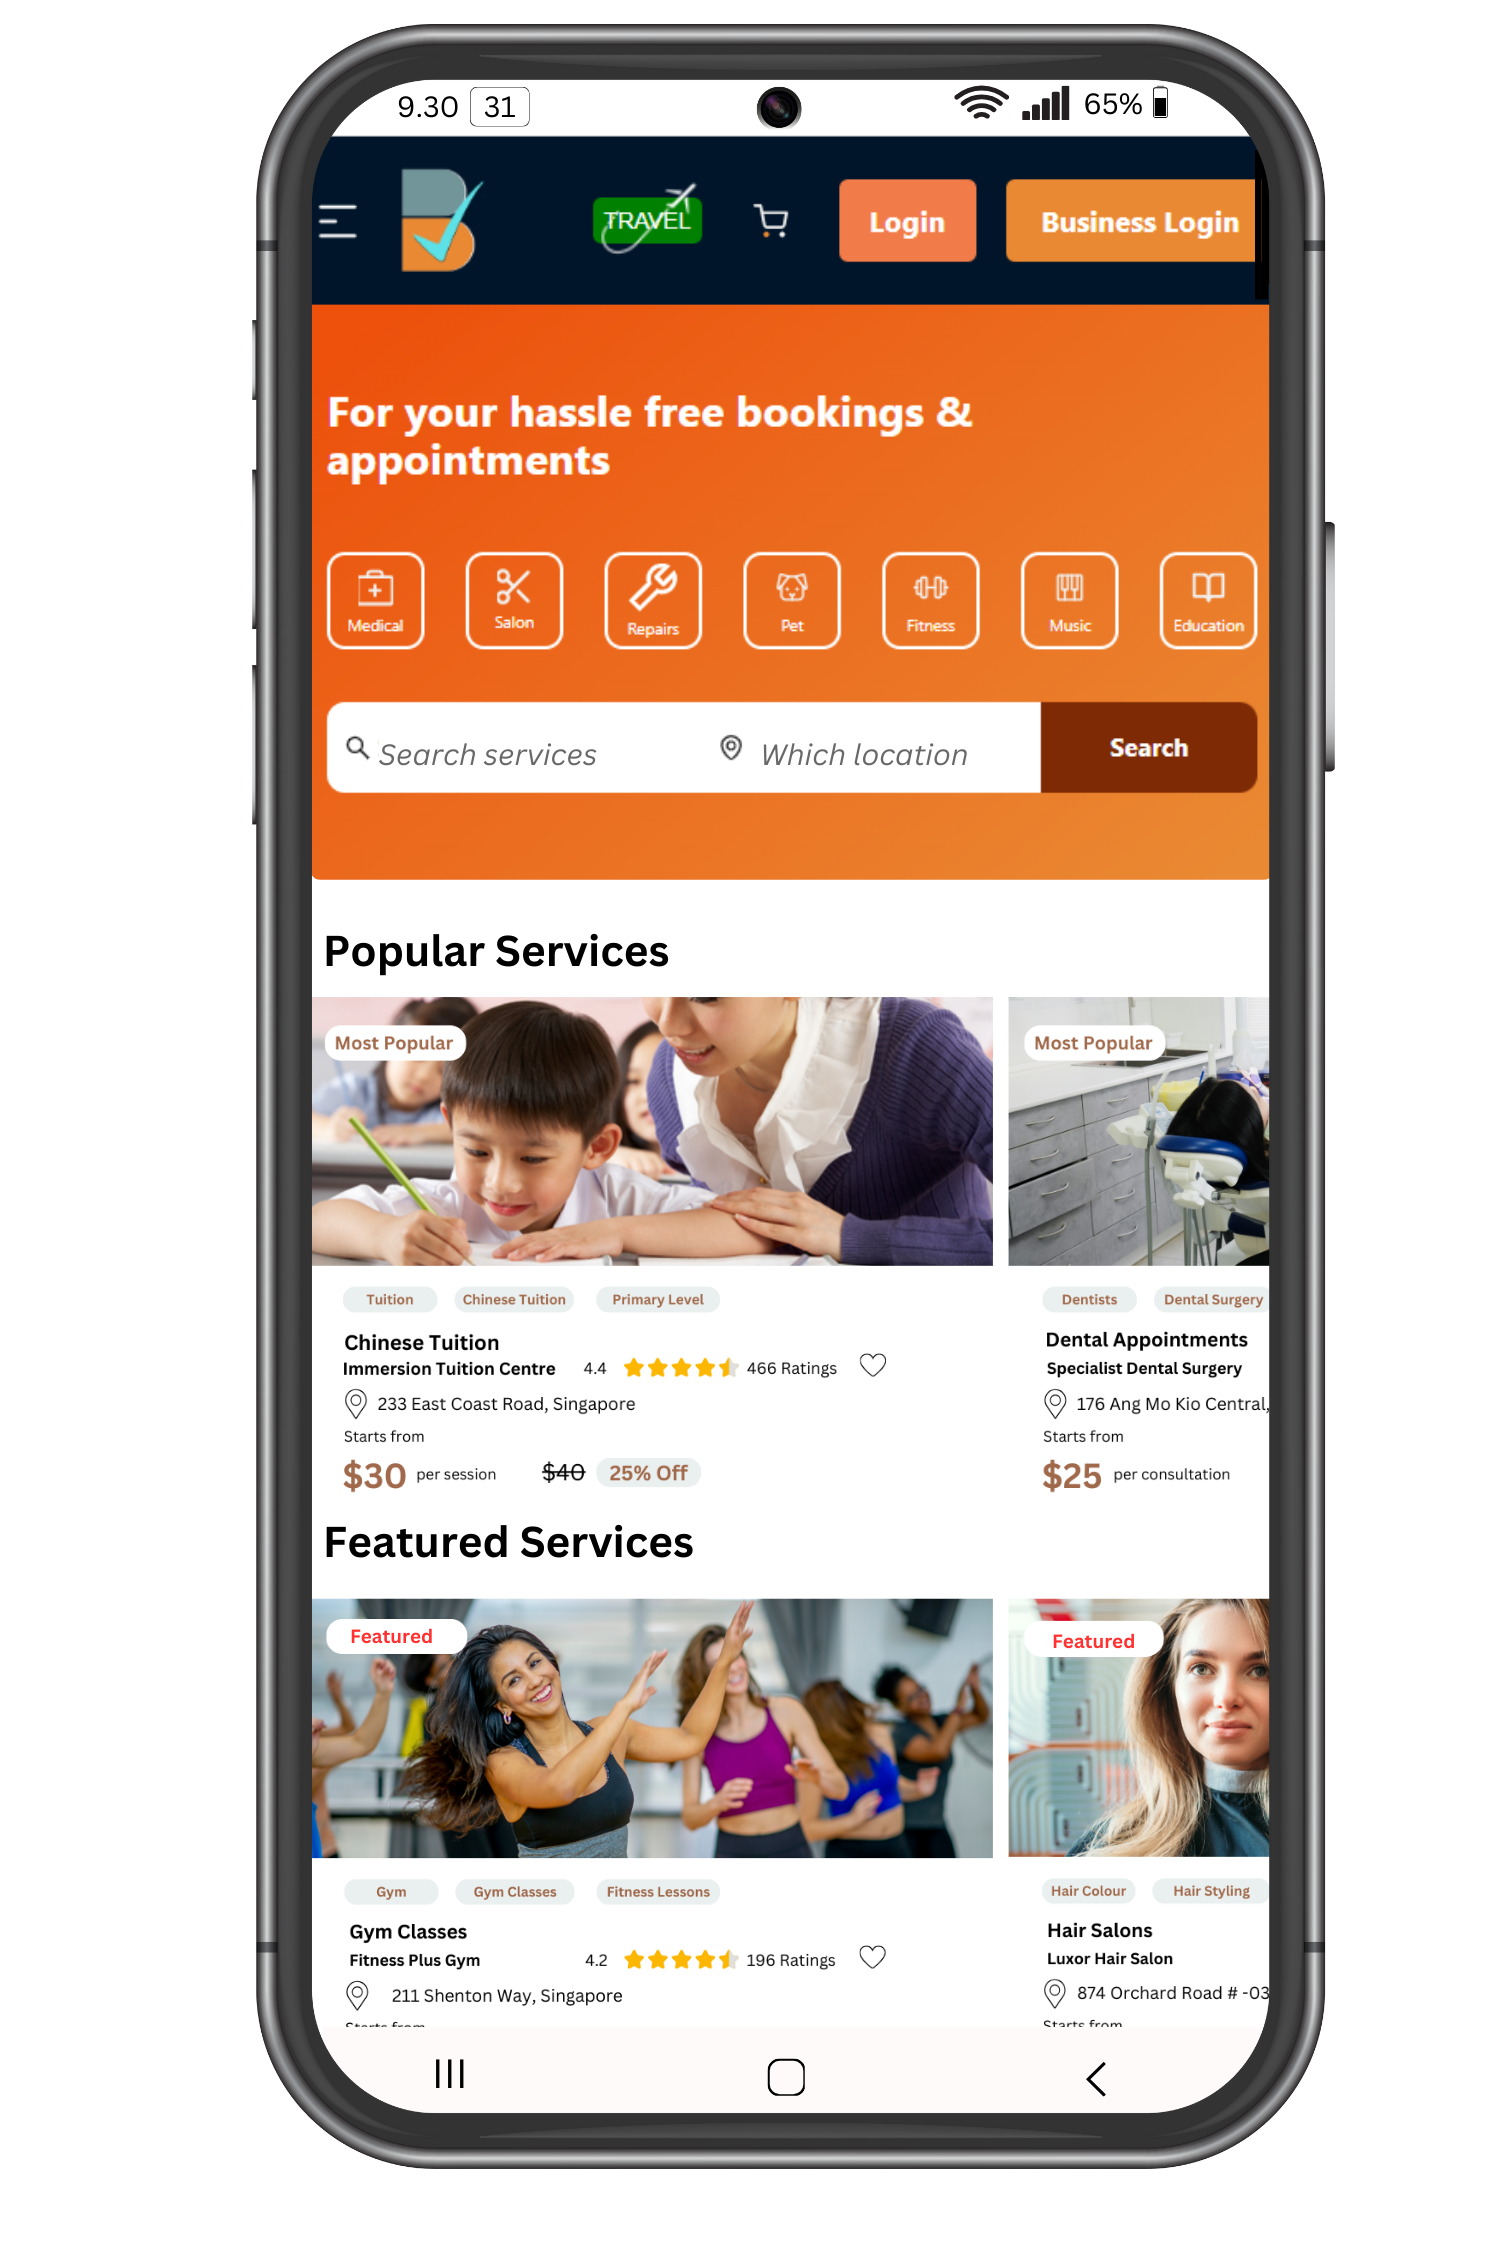 9.30 31 65%
TRAVEL Login Business Login
For your hassle free bookings &
appointments
Medical Salon Repairs Pet Fitness Music Education
Search services Which location Search
Popular Services
Most Popular Most Popular
Tuition Chinese Tuition Primary Level
Chinese Tuition
Immersion Tuition Centre 4.4 466 Ratings
233 East Coast Road, Singapore
Starts from
$30 per session $40 25% Off
Dentists Dental Surgery
Dental Appointments
Specialist Dental Surgery
176 Ang Mo Kio Central,
Starts from
$25 per consultation
Featured Services
Featured Featured
Gym Gym Classes Fitness Lessons
Gym Classes
Fitness Plus Gym 4.2 196 Ratings
211 Shenton Way, Singapore
Starts from
Hair Colour Hair Styling
Hair Salons
Luxor Hair Salon
874 Orchard Road # -03
Starts from